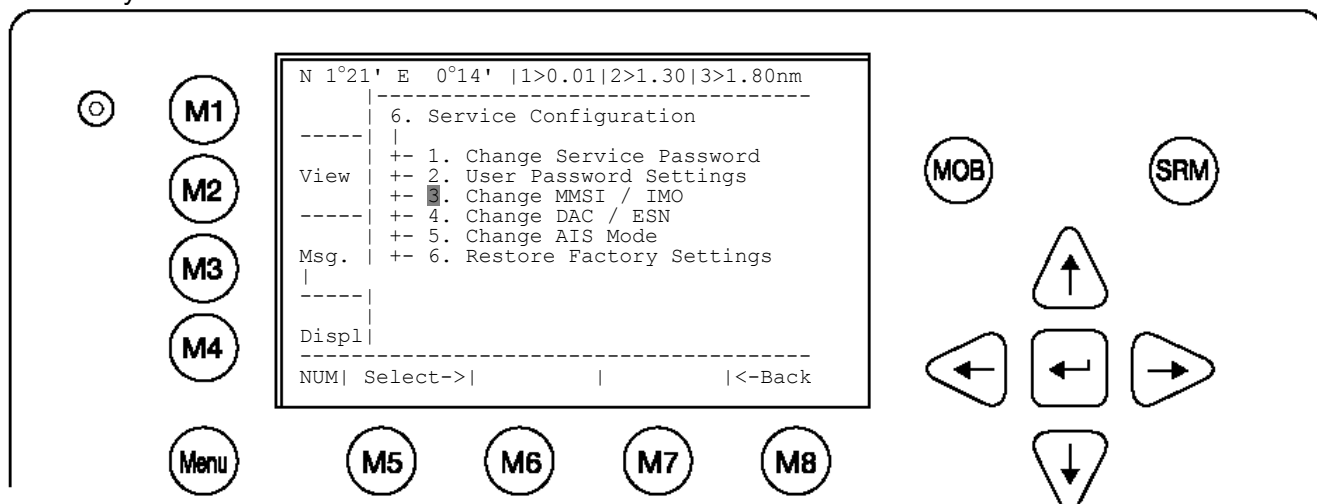 N 1°21' E 0°14' |1>0.01|2>1.30|3>1.80nm
|-----------------------------------
| 6. Service Configuration
-----| |
| +- 1. Change Service Password
View | +- 2. User Password Settings
| +- 3. Change MMSI / IMO
-----| +- 4. Change DAC / ESN
| +- 5. Change AIS Mode
Msg. | +- 6. Restore Factory Settings
|
-----|
|
Displ|
-----------------------------------------
NUM| Select->| | |<-Back
M1
M2
M3
M4
Menu
M5
M6
M7
M8
MOB
SRM